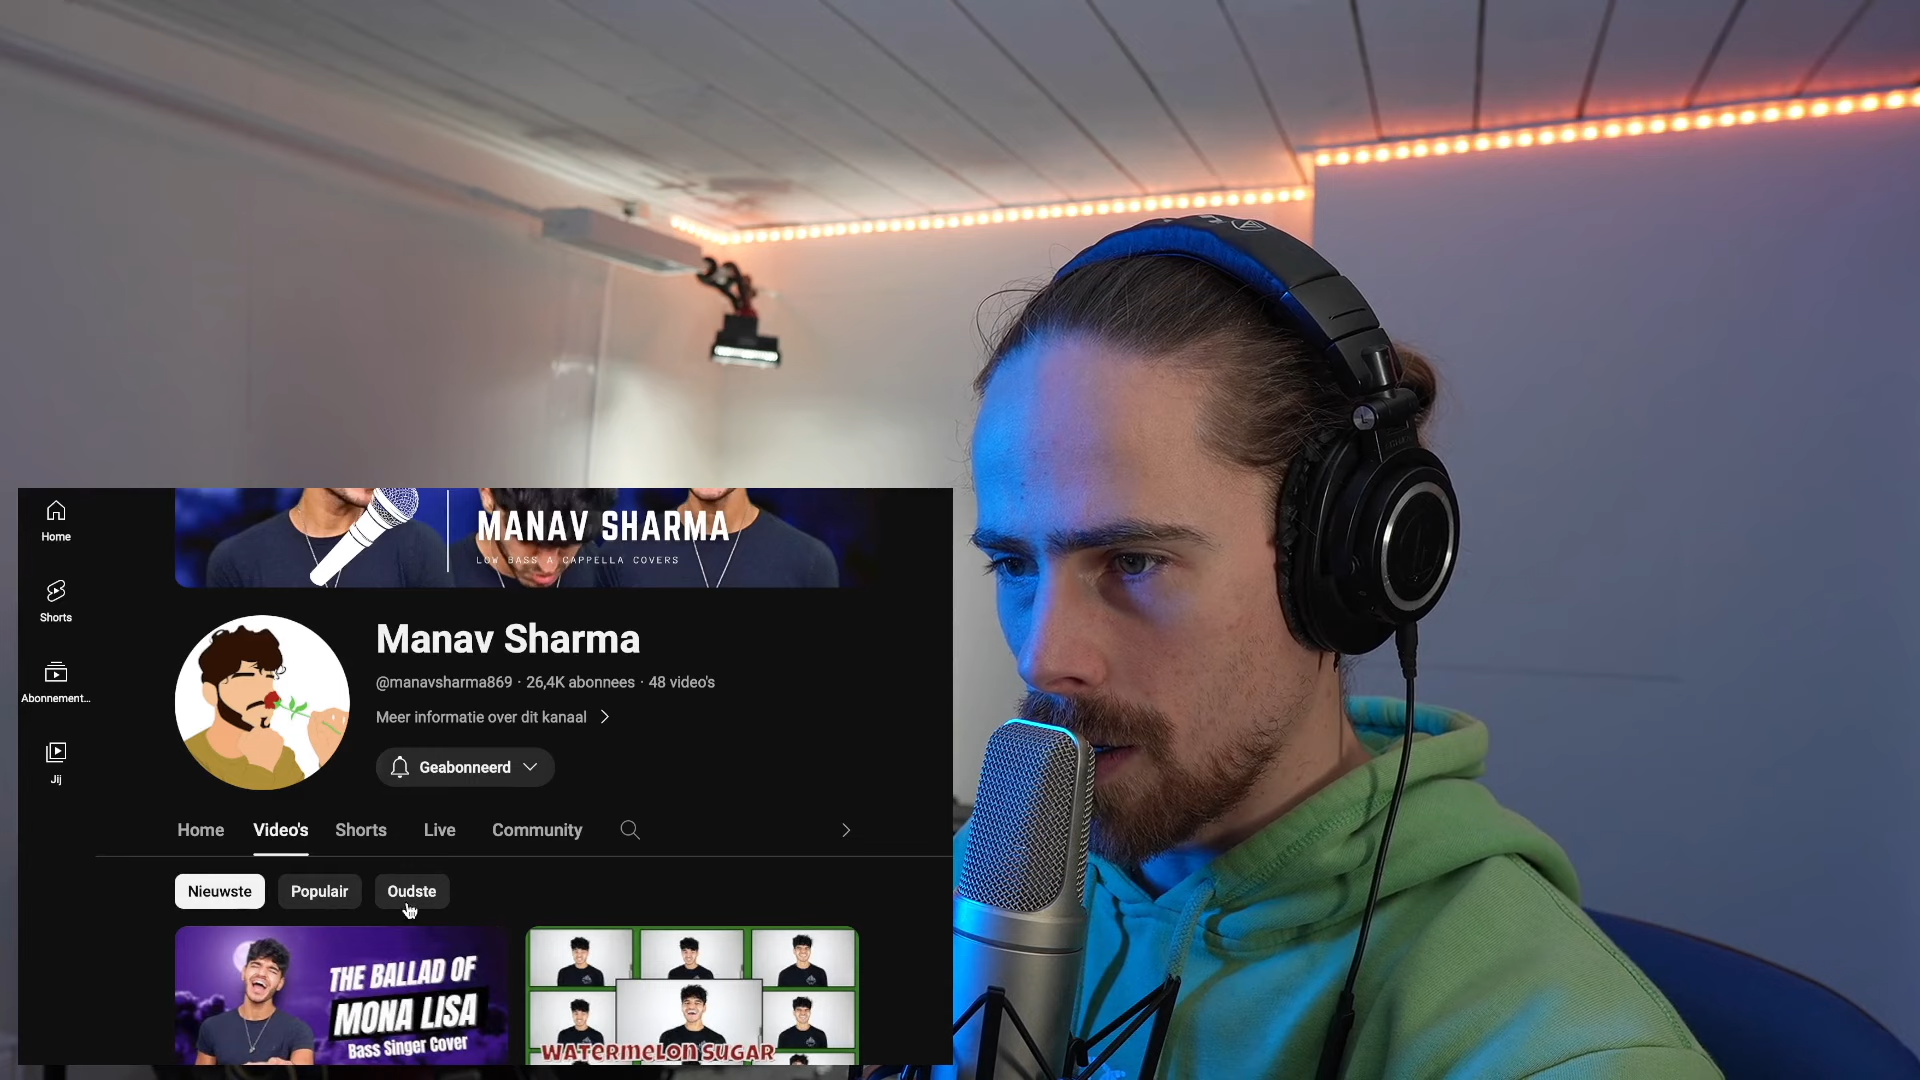 MANAV SHARMA
LOW BASS A CAPPELLA COVERS
Home
Shorts
Abonnement...
Jij
Manav Sharma
@manavsharma869 · 26,4K abonnees · 48 video's
Meer informatie over dit kanaal
Geabonneerd
Home Video's Shorts Live Community
Nieuwste Populair Oudste
THE BALLAD OF
MONA LISA
Bass Singer Cover
WATERMELON SUGAR
L